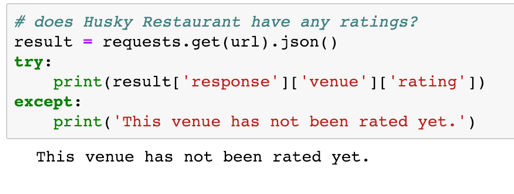 # does Husky Restaurant have any ratings?
result = requests.get(url).json()
try:
    print(result['response']['venue']['rating'])
except:
    print('This venue has not been rated yet.')
This venue has not been rated yet.